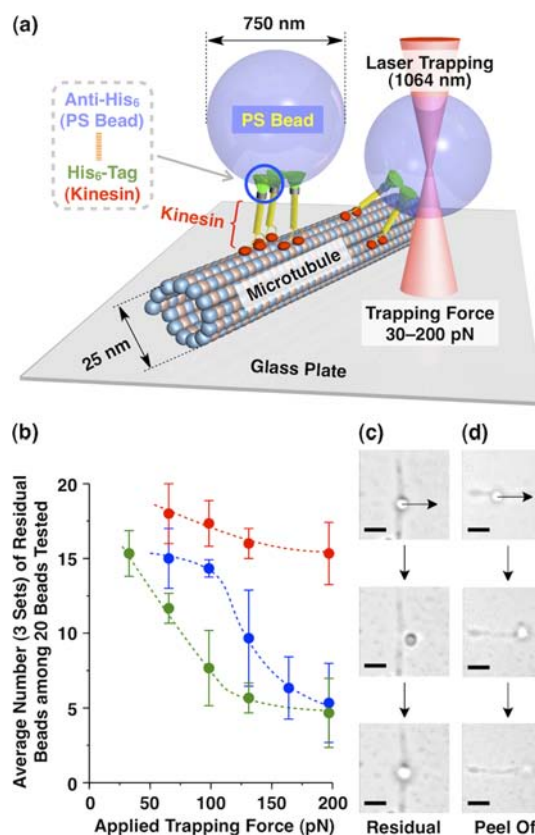 (a)
750 nm
Laser Trapping
(1064 nm)
Anti-His6
(PS Bead)
His6-Tag
(Kinesin)
PS Bead
Kinesin
Microtubule
25 nm
Trapping Force
30–200 pN
Glass Plate
(b)
Average Number (3 Sets) of Residual
Beads among 20 Beads Tested
20
15
10
5
0
0
50
100
150
200
Applied Trapping Force (pN)
(c)
Residual
(d)
Peel Of